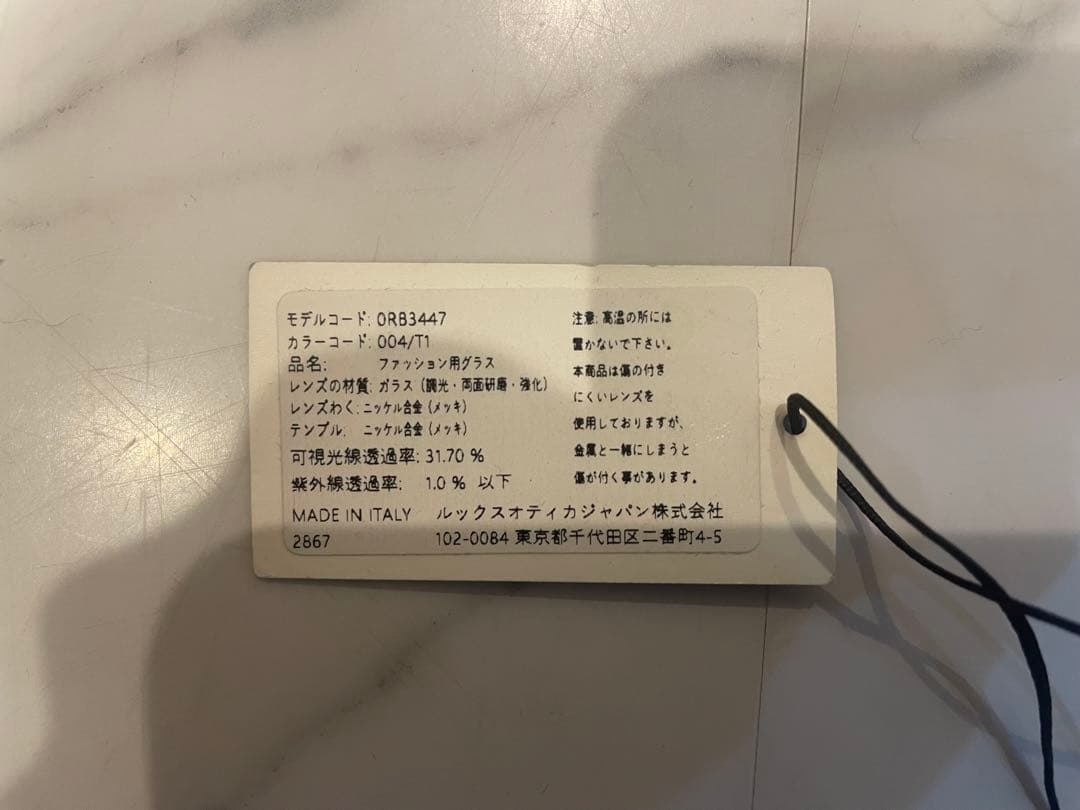 モデルコード: 0RB3447
カラーコード: 004/T1
品名: ファッション用グラス
レンズの材質: ガラス (調光・両面研磨・強化)
レンズわく: ニッケル合金 (メッキ)
テンプル: ニッケル合金 (メッキ)
可視光線透過率: 31.70 %
紫外線透過率: 1.0 % 以下
注意: 高温の所には
置かないで下さい。
本商品は傷の付き
にくいレンズを
使用しておりますが、
金属と一緒にしまうと
傷が付く事があります。
MADE IN ITALY ルックスオティカジャパン株式会社
2867 102-0084 東京都千代田区二番町4-5